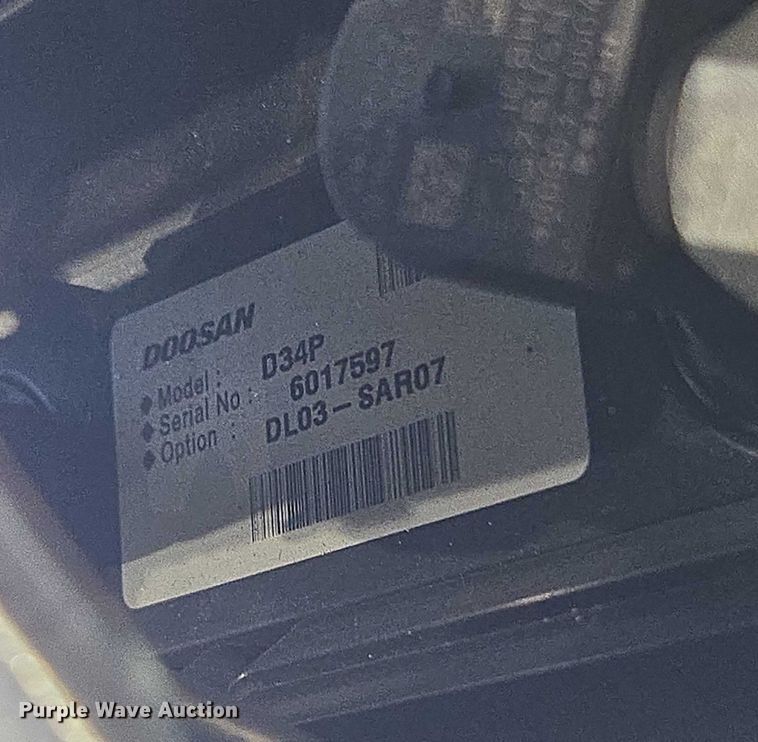 DOOSAN
◆ Model : D34P
◆ Serial No : 6017597
◆ Option : DL03-SAR07
Purple Wave Auction